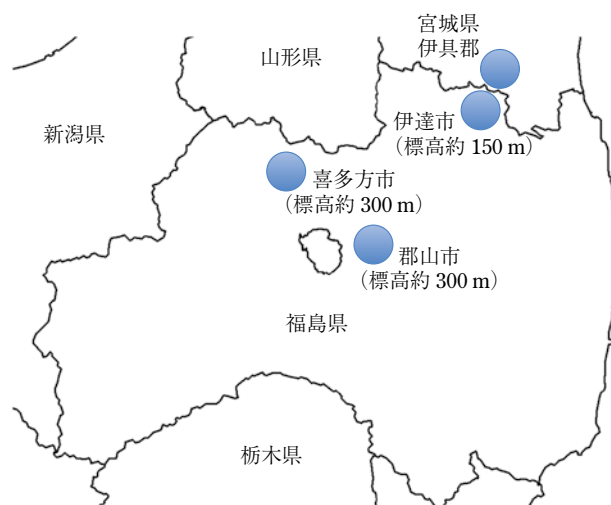 宮城県
伊具郡
山形県
伊達市
(標高約 150 m)
新潟県
喜多方市
(標高約 300 m)
郡山市
(標高約 300 m)
福島県
栃木県